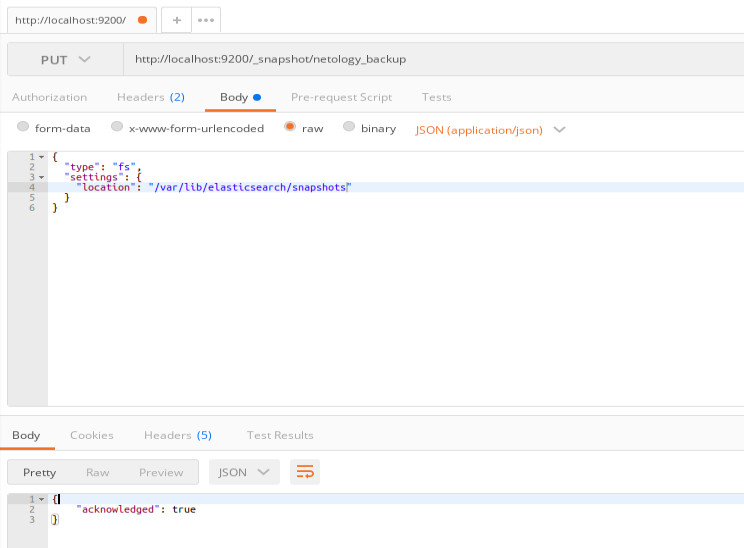 http://localhost:9200/ + •••
PUT http://localhost:9200/_snapshot/netology_backup
Authorization Headers (2) Body Pre-request Script Tests
form-data x-www-form-urlencoded raw binary JSON (application/json)
1 {
2 "type": "fs",
3 "settings": {
4 "location": "/var/lib/elasticsearch/snapshots"
5 }
6 }
Body Cookies Headers (5) Test Results
Pretty Raw Preview JSON
1 {
2 "acknowledged": true
3 }